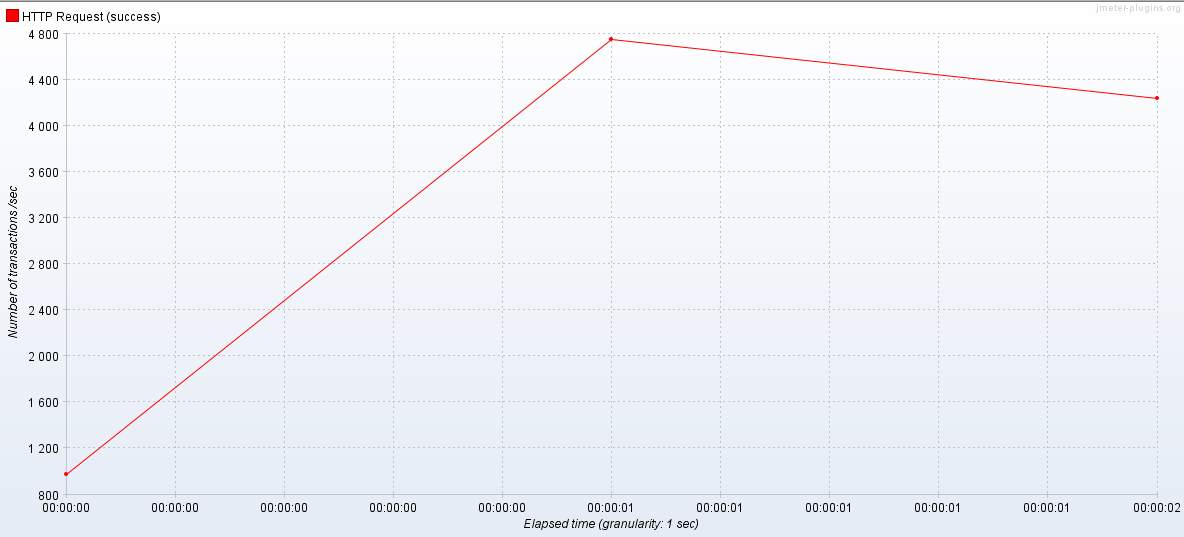 jmeter-plugins.org
HTTP Request (success)
4 800
4 400
4 000
3 600
3 200
2 800
2 400
2 000
1 600
1 200
800
Number of transactions /sec
00:00:00 00:00:00 00:00:00 00:00:00 00:00:00 00:00:01 00:00:01 00:00:01 00:00:01 00:00:01 00:00:02
Elapsed time (granularity: 1 sec)